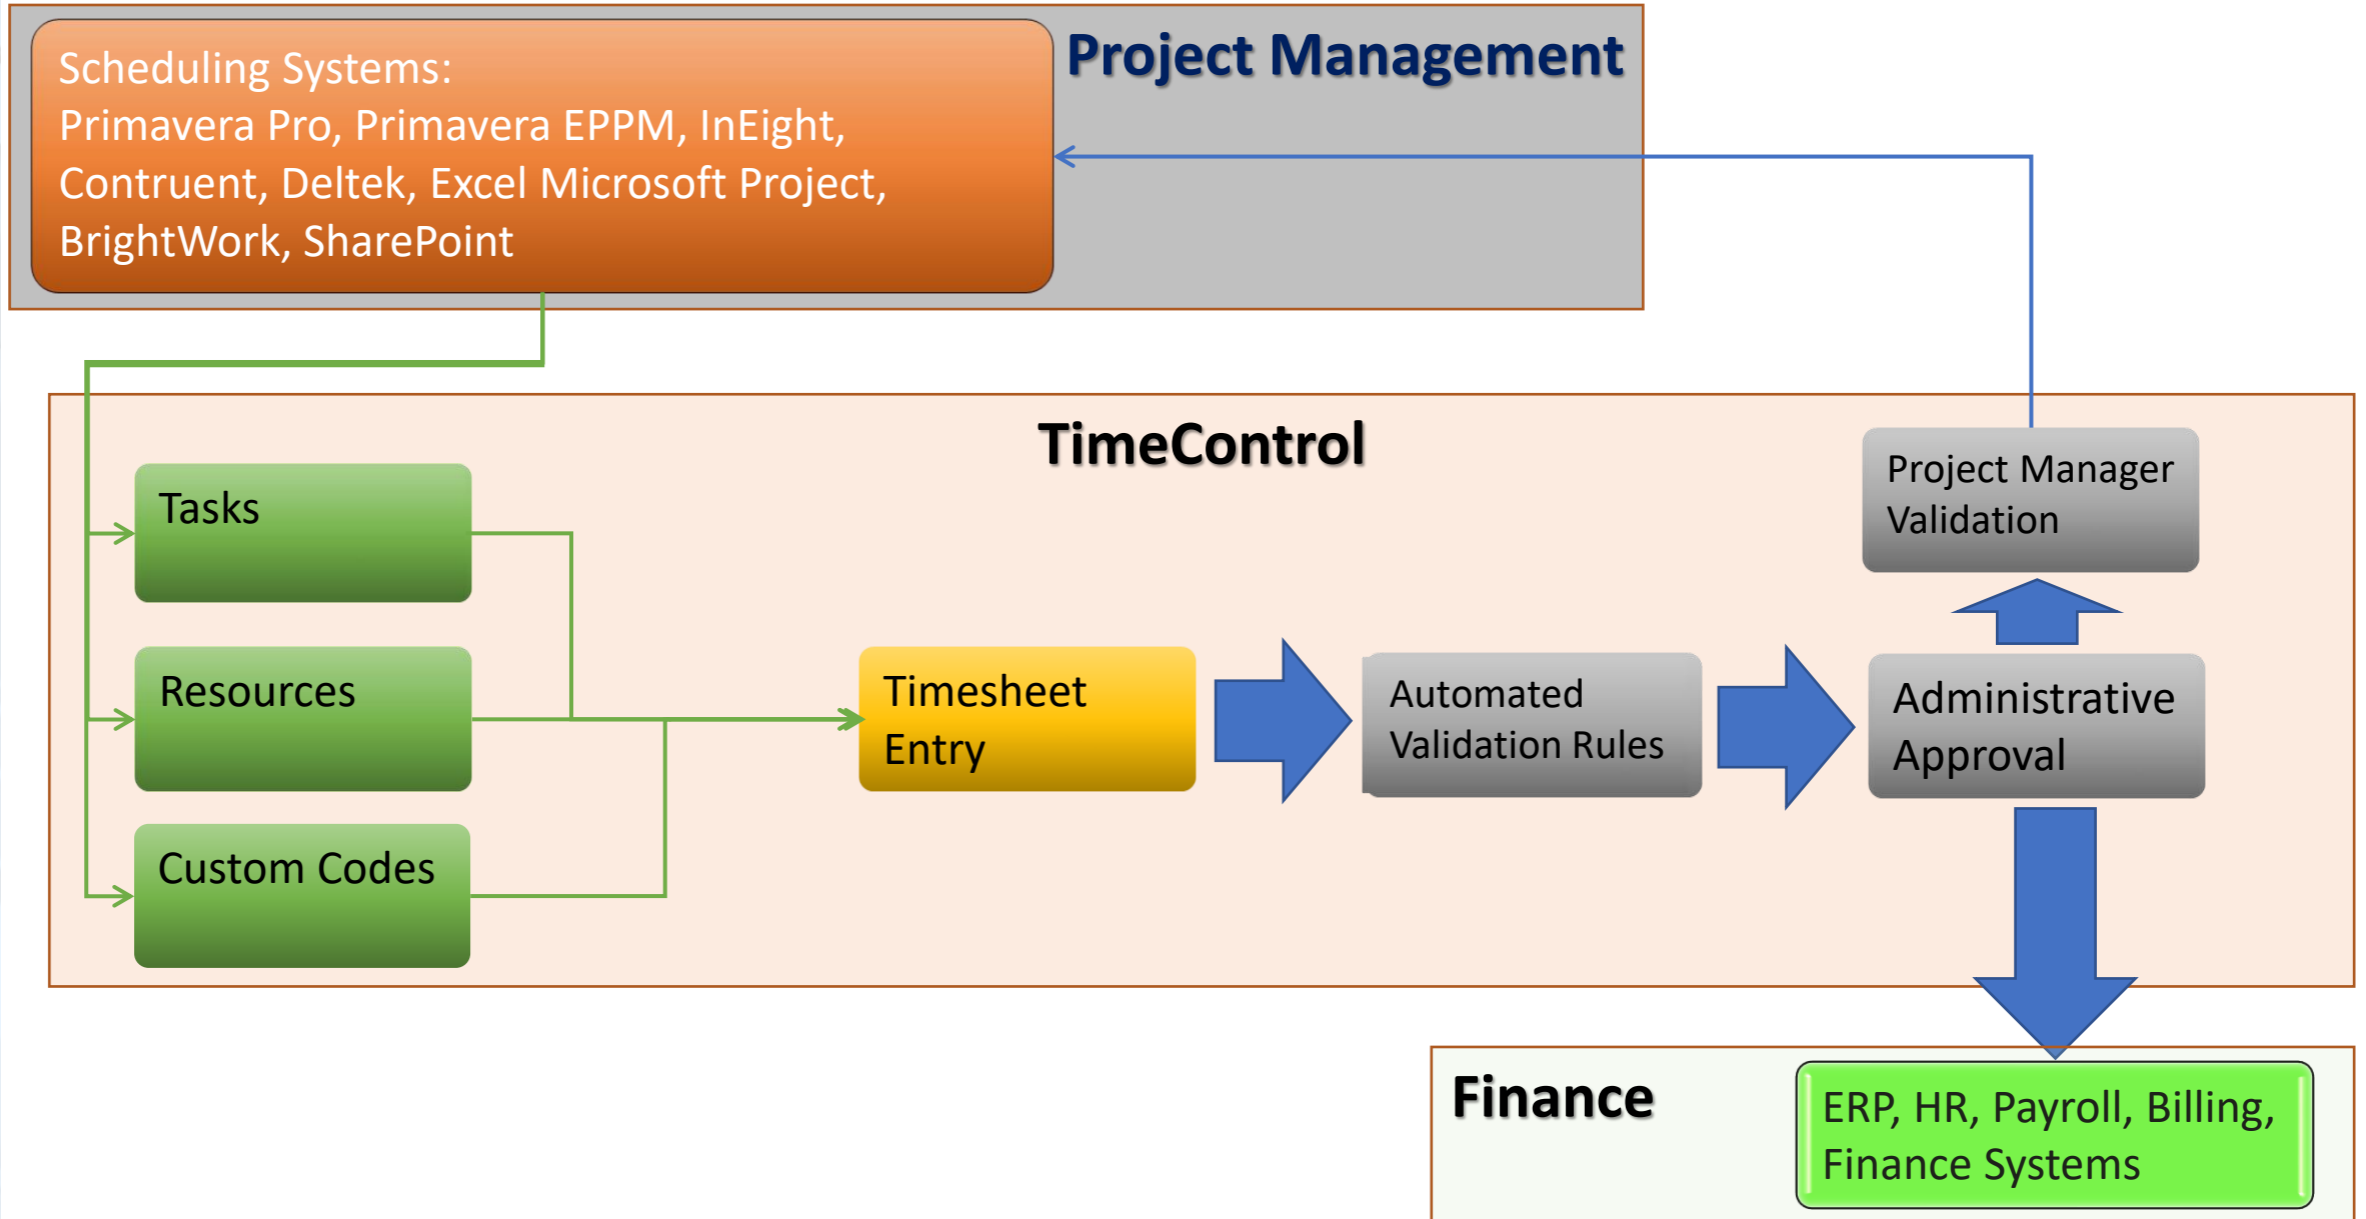 Project Management
Scheduling Systems:
Primavera Pro, Primavera EPPM, InEight,
Contruent, Deltek, Excel Microsoft Project,
BrightWork, SharePoint
TimeControl
Tasks
Resources
Custom Codes
Timesheet
Entry
Automated
Validation Rules
Administrative
Approval
Project Manager
Validation
Finance
ERP, HR, Payroll, Billing,
Finance Systems